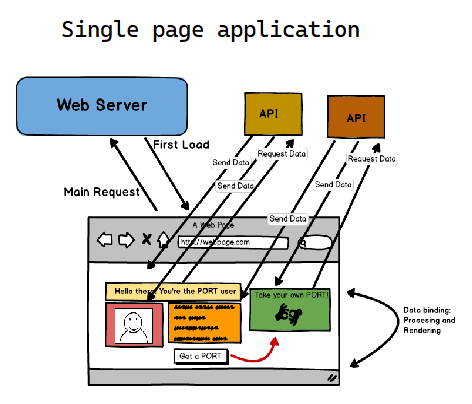 Single page application
Web Server
API
API
First Load
Main Request
Send Data
Request Data
Request Data
Send Data
Send Data
Send Data
A Web Page
http://webpage.com
Hello there! You're the PORT user
Take your own PORT!
Get a PORT
Data binding:
Procesing and
Rendering